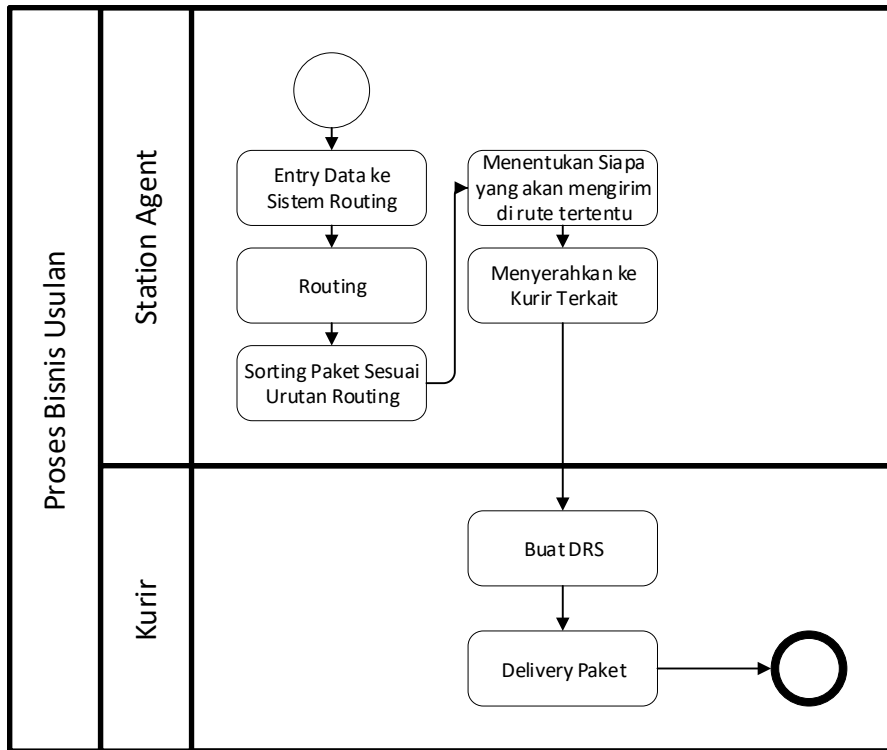 Proses Bisnis Usulan
Station Agent
Entry Data ke
Sistem Routing
Routing
Sorting Paket Sesuai
Urutan Routing
Menentukan Siapa
yang akan mengirim
di rute tertentu
Menyerahkan ke
Kurir Terkait
Kurir
Buat DRS
Delivery Paket